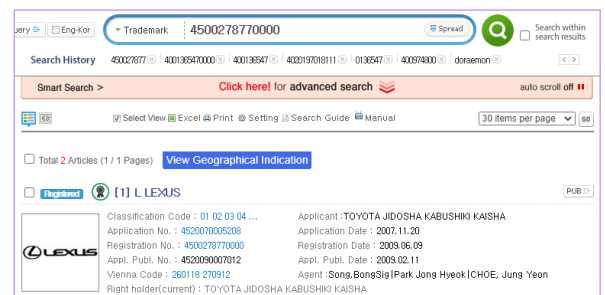 uery Eng-Kor Trademark 4500278770000 Spread Search within search results
Search History 450027877 4001365470000 400136547 4020197018111 0136547 400974800 doraemon < >
Smart Search > Click here! for advanced search auto scroll off
Select View Excel Print Setting Search Guide Manual 30 items per page GO
Total 2 Articles (1 / 1 Pages) View Geographical Indication
Registered [1] L LEXUS PUB
Classification Code : 01 02 03 04 ... Applicant : TOYOTA JIDOSHA KABUSHIKI KAISHA
Application No. : 4520070005208 Application Date : 2007.11.20
Registration No. : 4500278770000 Registration Date : 2009.06.09
LEXUS Appl. Publ. No. : 4520090007012 Appl. Publ. Date : 2009.02.11
Vienna Code : 260118 270912 Agent : Song,BongSig|Park Jong Hyeok|CHOE, Jung Yeon
Right holder(current) : TOYOTA JIDOSHA KABUSHIKI KAISHA